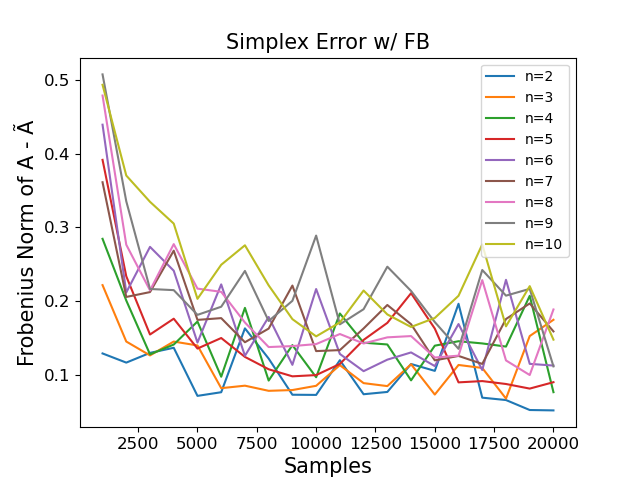 Simplex Error w/ FB
Frobenius Norm of A - Ã
0.5
0.4
0.3
0.2
0.1
n=2
n=3
n=4
n=5
n=6
n=7
n=8
n=9
n=10
2500 5000 7500 10000 12500 15000 17500 20000
Samples